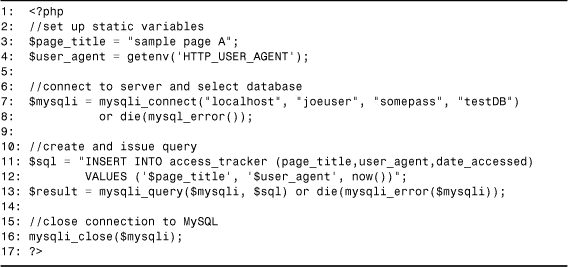 1: <?php
2: //set up static variables
3: $page_title = "sample page A";
4: $user_agent = getenv('HTTP_USER_AGENT');
5:
6: //connect to server and select database
7: $mysqli = mysqli_connect("localhost", "joeuser", "somepass", "testDB")
8:           or die(mysql_error());
9:
10: //create and issue query
11: $sql = "INSERT INTO access_tracker (page_title,user_agent,date_accessed)
12:         VALUES ('$page_title', '$user_agent', now())";
13: $result = mysqli_query($mysqli, $sql) or die(mysqli_error($mysqli));
14:
15: //close connection to MySQL
16: mysqli_close($mysqli);
17: ?>